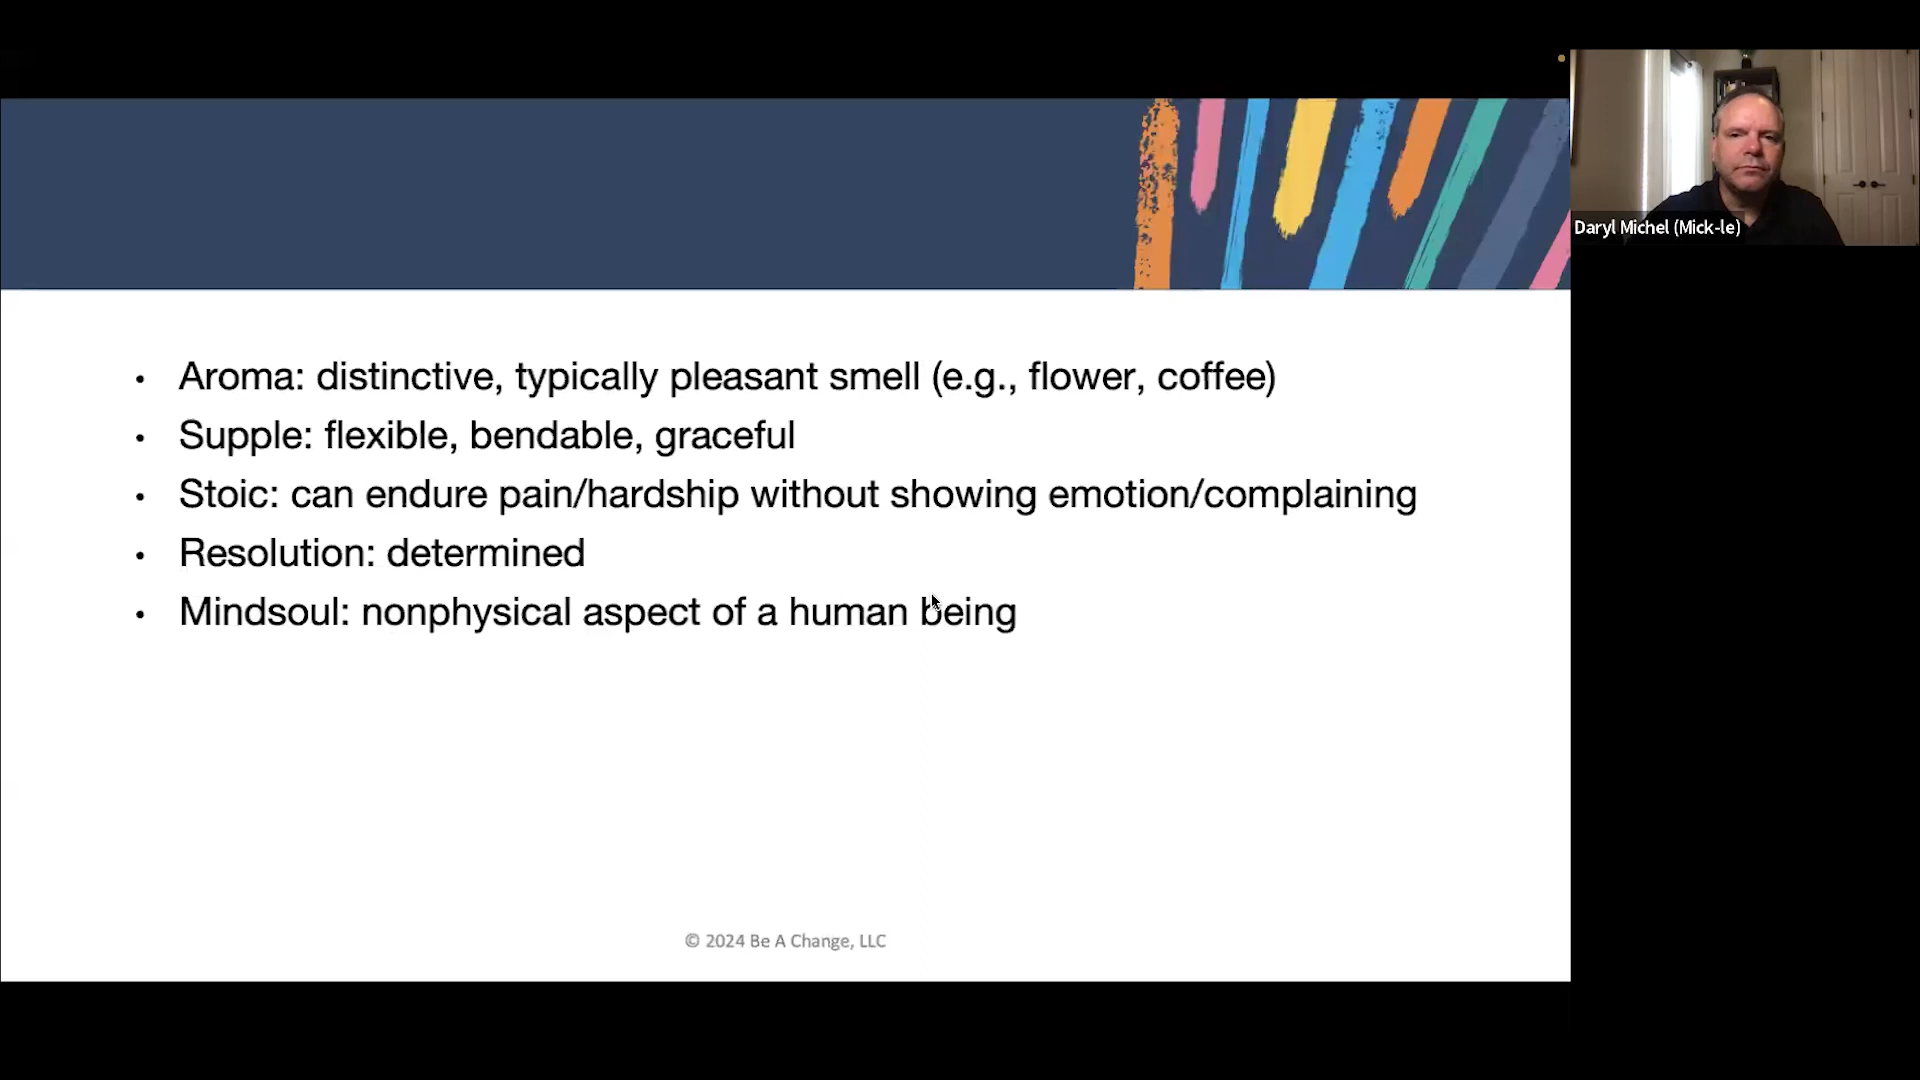 Daryl Michel (Mick-le)
• Aroma: distinctive, typically pleasant smell (e.g., flower, coffee)
• Supple: flexible, bendable, graceful
• Stoic: can endure pain/hardship without showing emotion/complaining
• Resolution: determined
• Mindsoul: nonphysical aspect of a human being
© 2024 Be A Change, LLC